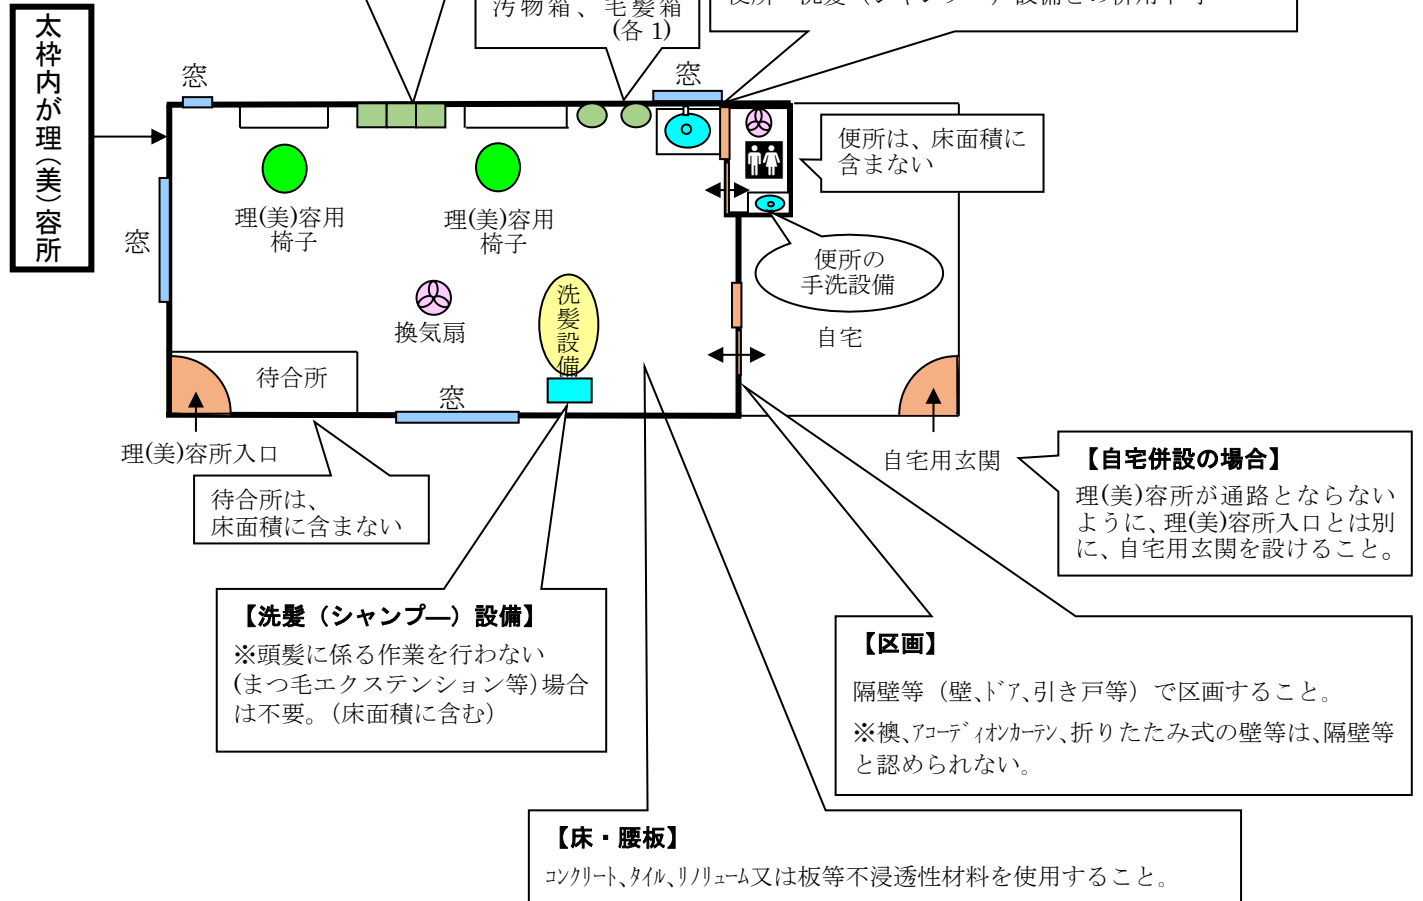 太枠内が理(美)容所
汚物箱、毛髪箱
(各 1)
窓
窓
便所は、床面積に
含まない
理(美)容用
椅子
理(美)容用
椅子
窓
便所の
手洗設備
洗髪設備
換気扇
自宅
待合所
窓
理(美)容所入口
自宅用玄関
待合所は、
床面積に含まない
【自宅併設の場合】
理(美)容所が通路とならない
ように、理(美)容所入口とは別
に、自宅用玄関を設けること。
【洗髪(シャンプ―)設備】
※頭髪に係る作業を行わない
(まつ毛エクステンション等)場合
は不要。(床面積に含む)
【区画】
隔壁等(壁、ドア、引き戸等)で区画すること。
※襖、アコーディオンカーテン、折りたたみ式の壁等は、隔壁等
と認められない。
【床・腰板】
コンクリート、タイル、リノリューム又は板等不浸透性材料を使用すること。